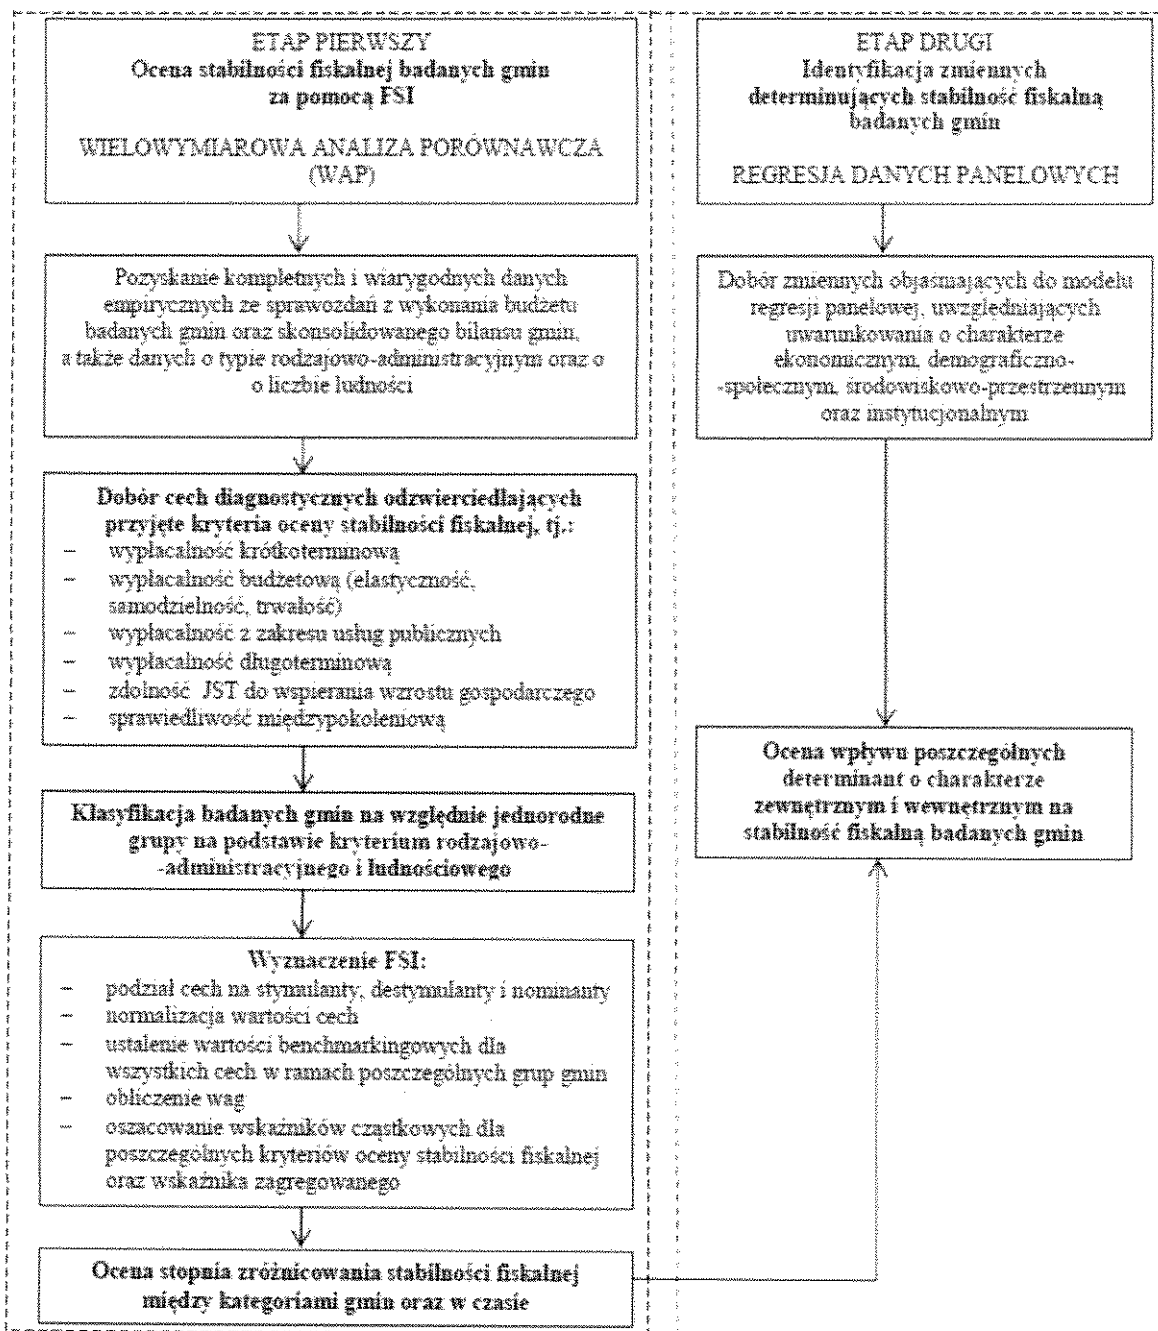 ETAP PIERWSZY
Ocena stabilności fiskalnej badanych gmin
za pomocą FSI
WIELOWYMIAROWA ANALIZA PORÓWNAWCZA
(WAP)
Pozyskanie kompletnych i wiarygodnych danych
empirycznych ze sprawozdań z wykonania budżetu
badanych gmin oraz skonsolidowanego bilansu gmin,
a także danych o typie rodzajowo-administracyjnym oraz o
o liczbie ludności
Dobór cech diagnostycznych odzwierciedlających
przyjęte kryteria oceny stabilności fiskalnej, tj.:
– wypłacalność krótkoterminową
– wypłacalność budżetową (elastyczność,
samodzielność, trwałość)
– wypłacalność z zakresu usług publicznych
– wypłacalność długoterminową
– zdolność JST do wspierania wzrostu gospodarczego
– sprawiedliwość międzypokoleniową
Klasyfikacja badanych gmin na względnie jednorodne
grupy na podstawie kryterium rodzajowo-
-administracyjnego i ludnościowego
Wyznaczenie FSI:
– podział cech na stymulanty, destymulanty i nominanty
– normalizacja wartości cech
– ustalenie wartości benchmarkingowych dla
wszystkich cech w ramach poszczególnych grup gmin
– obliczenie wag
– oszacowanie wskaźników cząstkowych dla
poszczególnych kryteriów oceny stabilności fiskalnej
oraz wskaźnika zagregowanego
Ocena stopnia zróżnicowania stabilności fiskalnej
między kategoriami gmin oraz w czasie
ETAP DRUGI
Identyfikacja zmiennych
determinujących stabilność fiskalną
badanych gmin
REGRESJA DANYCH PANELOWYCH
Dobór zmiennych objaśniających do modelu
regresji panelowej, uwzględniających
uwarunkowania o charakterze
ekonomicznym, demograficzno-
-społecznym, środowiskowo-przestrzennym
oraz instytucjonalnym
Ocena wpływu poszczególnych
determinant o charakterze
zewnętrznym i wewnętrznym na
stabilność fiskalną badanych gmin